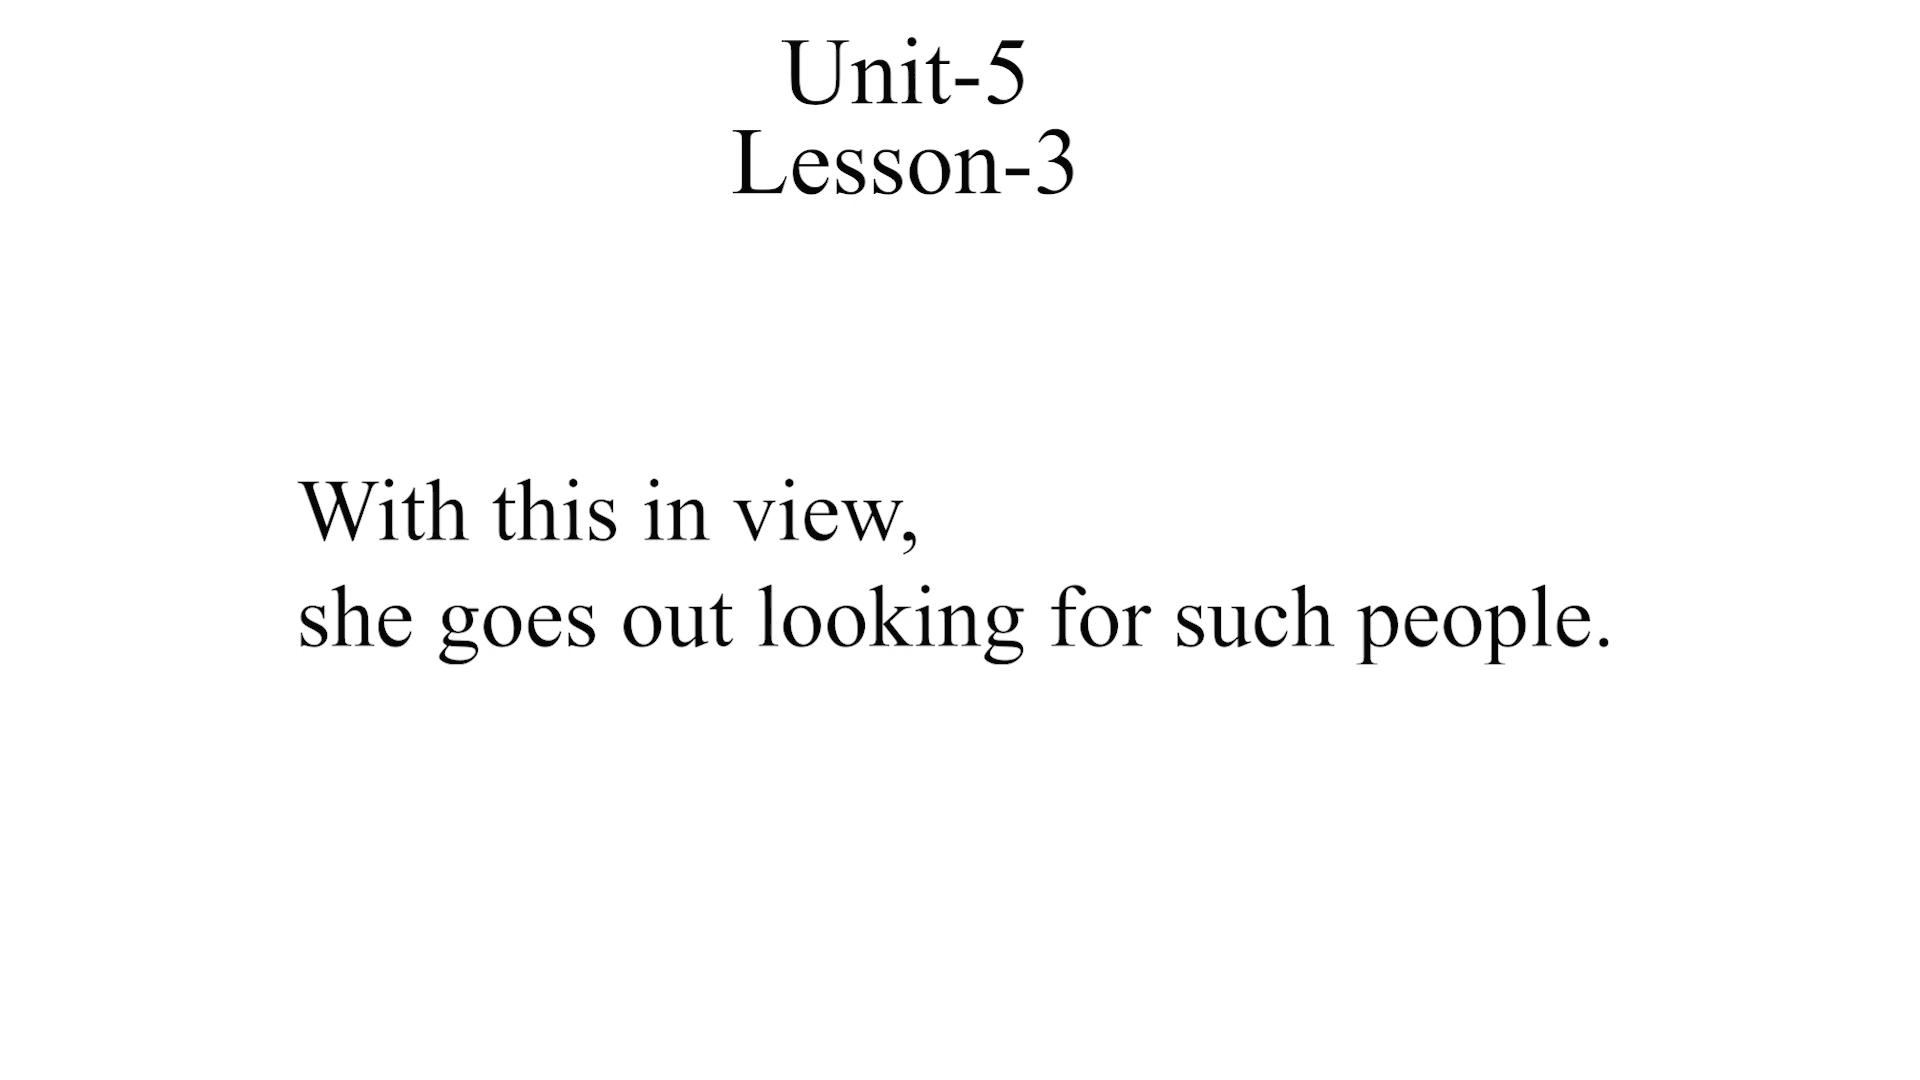 Unit-5
Lesson-3
With this in view,
she goes out looking for such people.